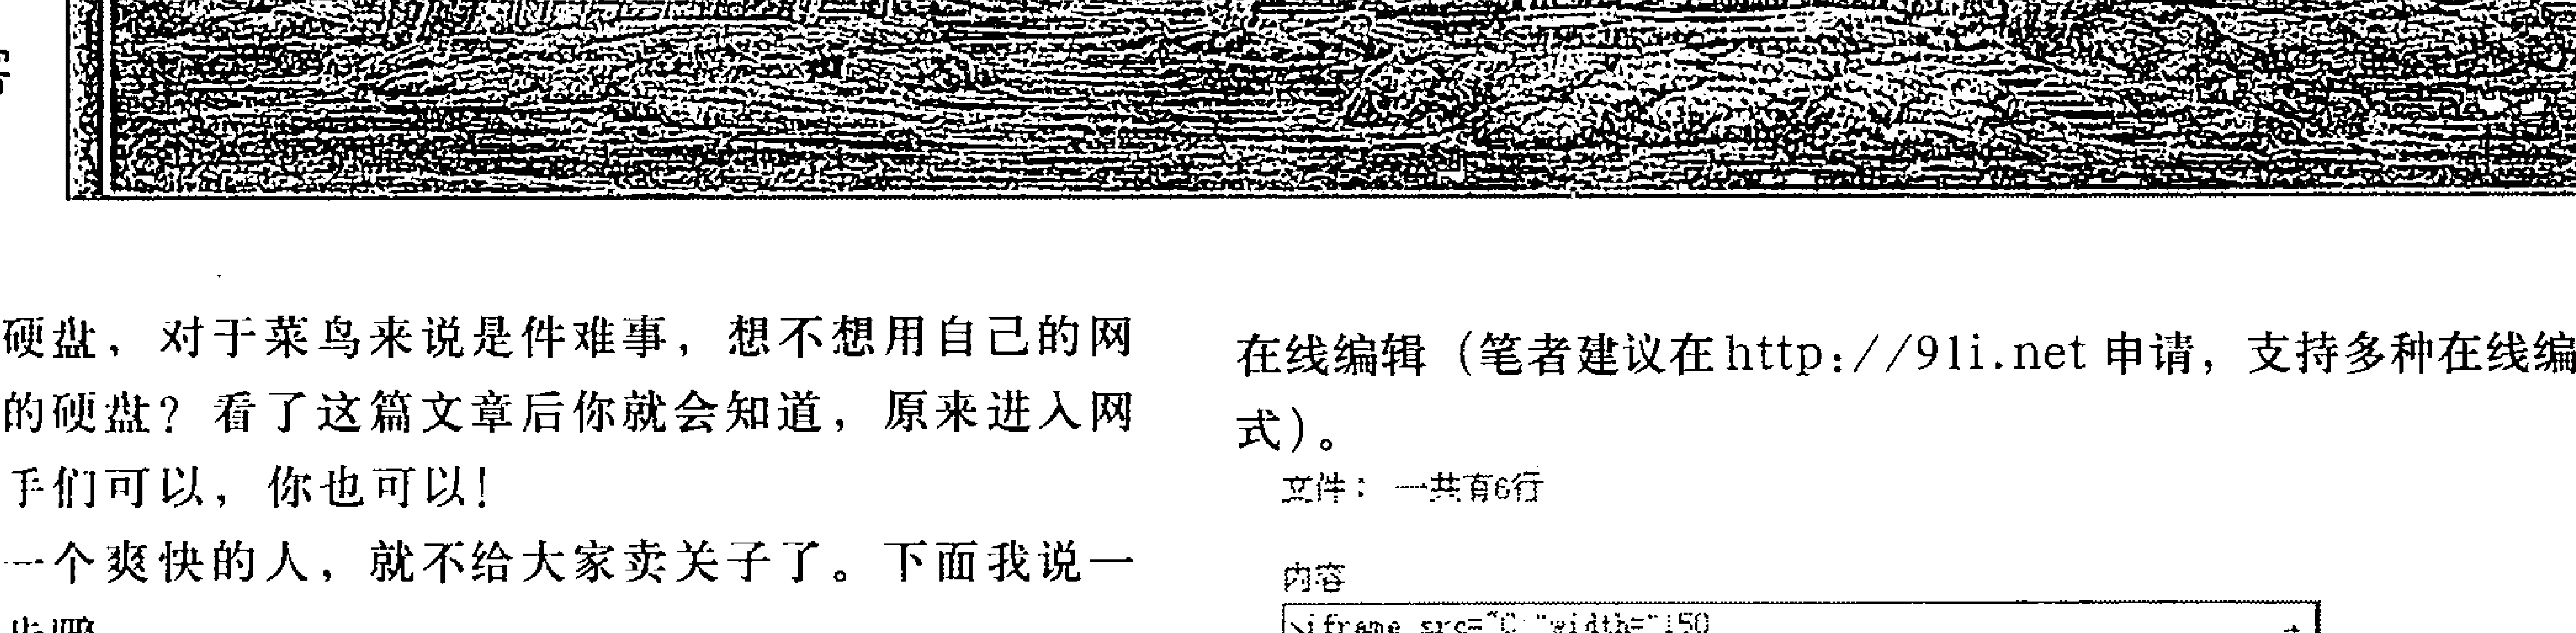 硬盘，对于菜鸟来说是件难事，想不想用自己的网
的硬盘？看了这篇文章后你就会知道，原来进入网
手们可以，你也可以！
一个爽快的人，就不给大家卖关子了。下面我说一
在线编辑（笔者建议在http://91i.net申请，支持多种在线编
式）。
文件： 一共有6行
内容
iframe src="C "width="150